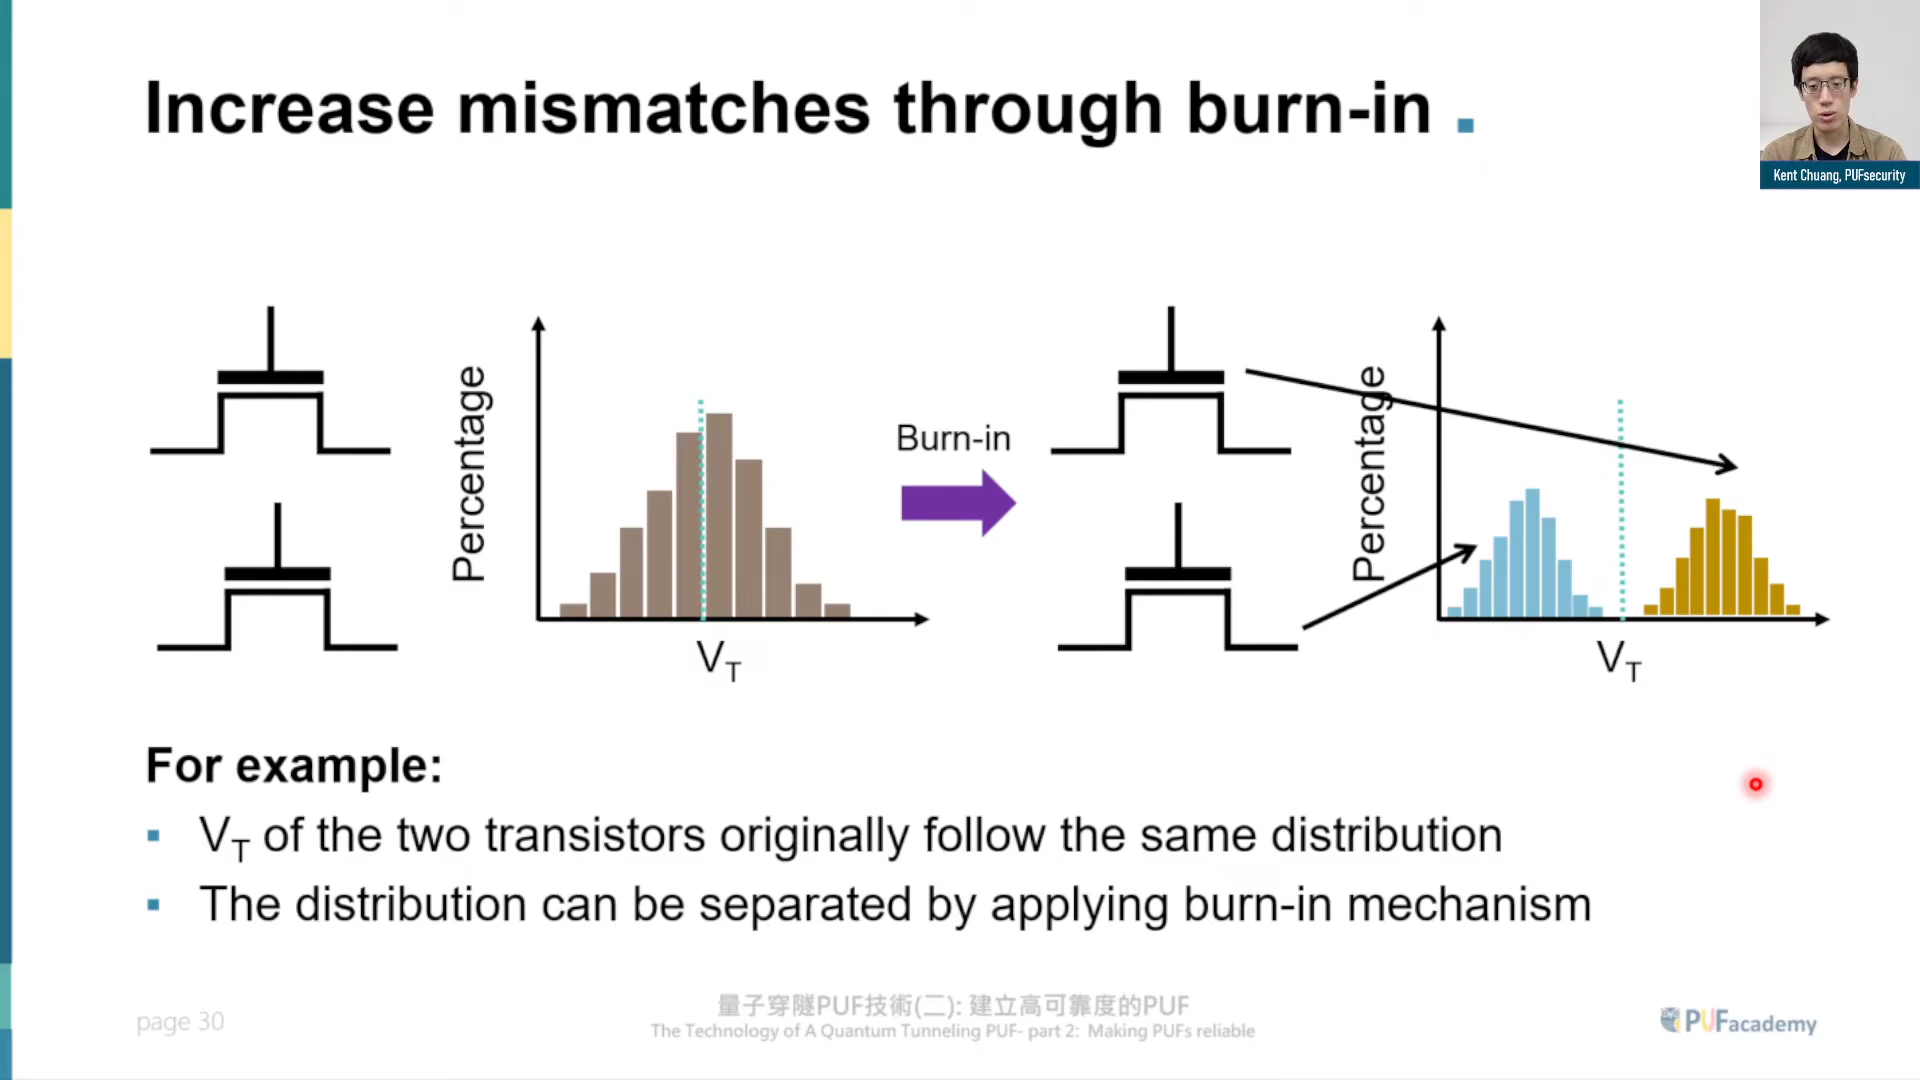 Increase mismatches through burn-in .
Kent Chuang, PUFsecurity
Percentage
V_T
Burn-in
Percentage
V_T
For example:
▪ V_T of the two transistors originally follow the same distribution
▪ The distribution can be separated by applying burn-in mechanism
page 30
量子穿隧PUF技術(二): 建立高可靠度的PUF
The Technology of A Quantum Tunneling PUF- part 2: Making PUFs reliable
PUFacademy